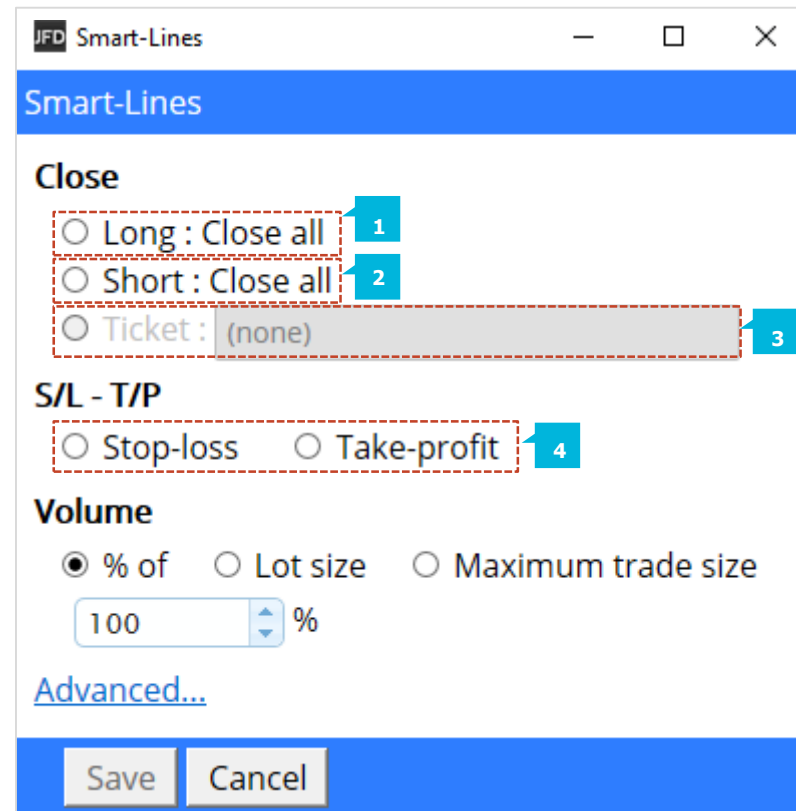 JFD Smart-Lines
Smart-Lines
Close
Long : Close all 1
Short : Close all 2
Ticket : (none) 3
S/L - T/P
Stop-loss Take-profit 4
Volume
% of Lot size Maximum trade size
100 %
Advanced...
Save Cancel